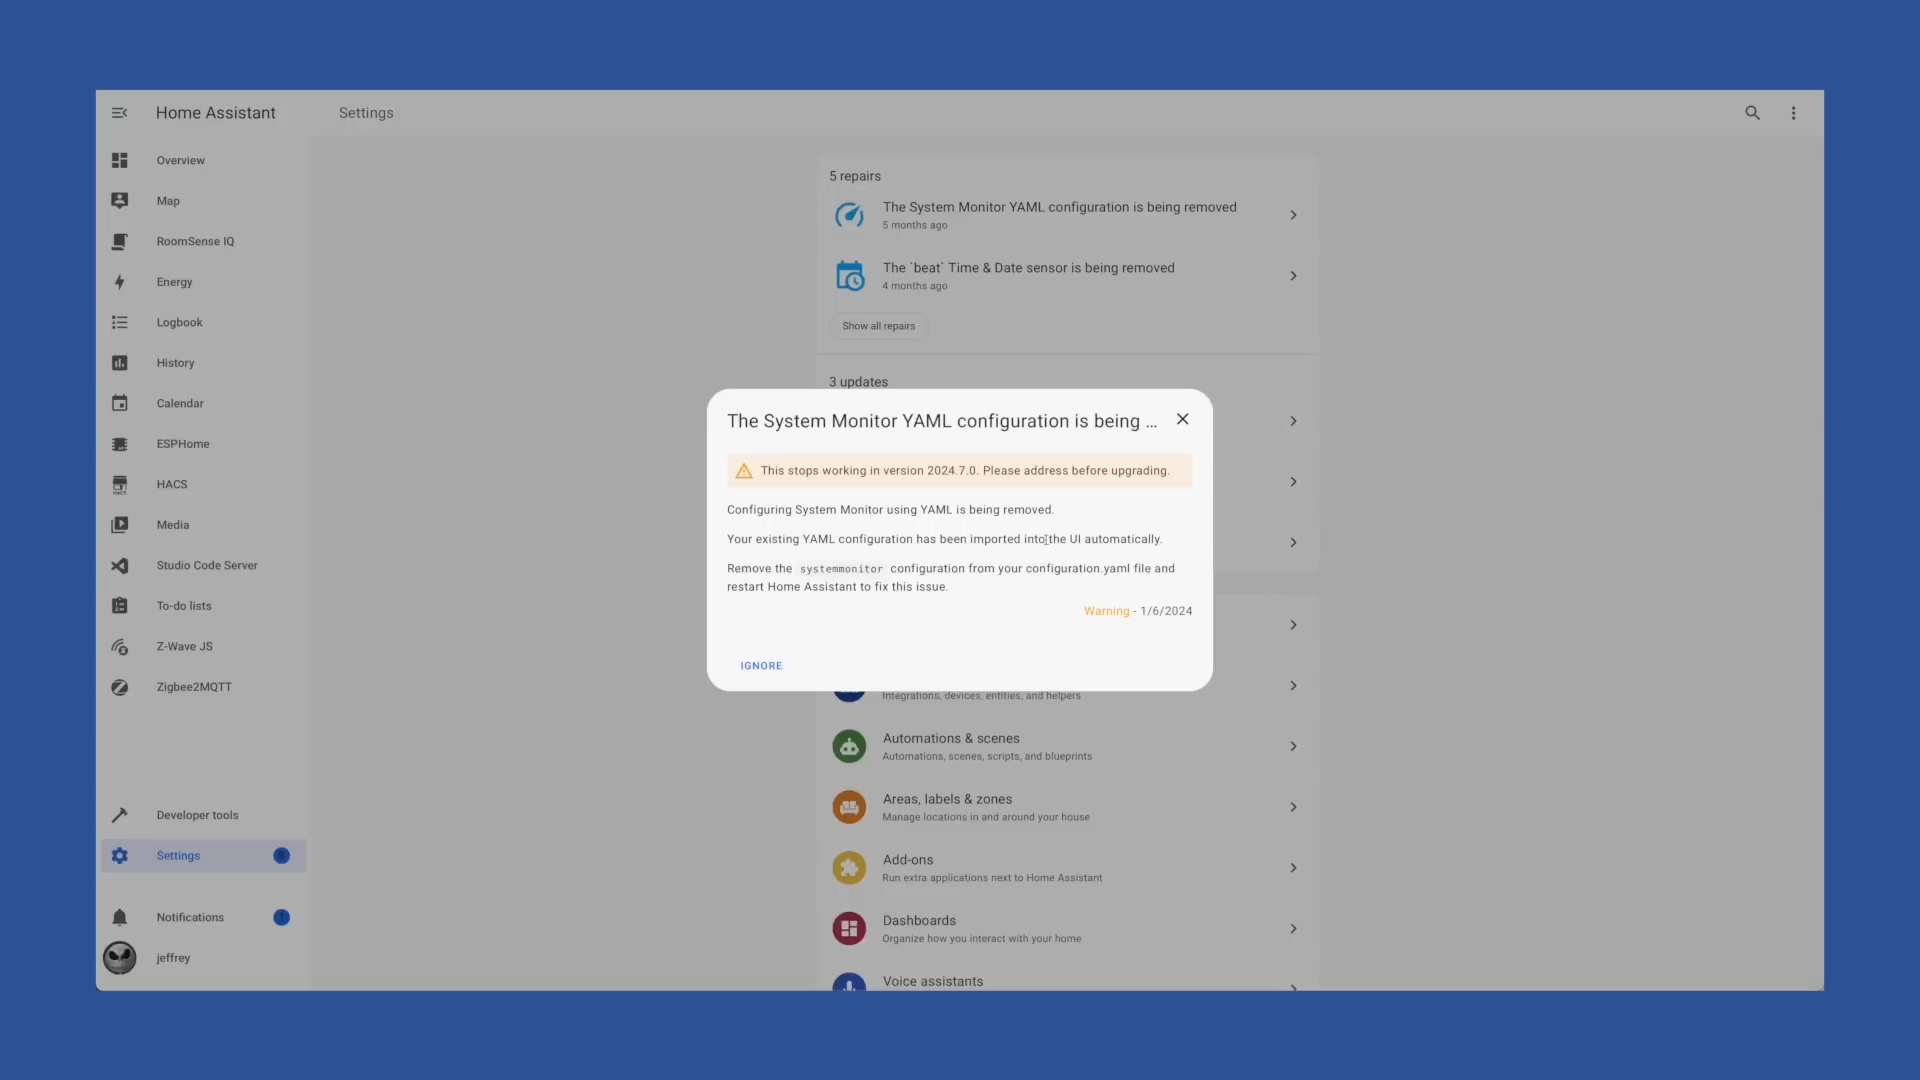 Home Assistant
Settings
Overview
Map
RoomSense IQ
Energy
Logbook
History
Calendar
ESPHome
HACS
Media
Studio Code Server
To-do lists
Z-Wave JS
Zigbee2MQTT
Developer tools
Settings
Notifications
jeffrey
5 repairs
The System Monitor YAML configuration is being removed
5 months ago
The `beat` Time & Date sensor is being removed
4 months ago
Show all repairs
3 updates
The System Monitor YAML configuration is being ...
This stops working in version 2024.7.0. Please address before upgrading.
Configuring System Monitor using YAML is being removed.
Your existing YAML configuration has been imported into the UI automatically.
Remove the systemmonitor configuration from your configuration.yaml file and
restart Home Assistant to fix this issue.
Warning - 1/6/2024
IGNORE
Integrations, devices, entities, and helpers
Automations & scenes
Automations, scenes, scripts, and blueprints
Areas, labels & zones
Manage locations in and around your house
Add-ons
Run extra applications next to Home Assistant
Dashboards
Organize how you interact with your home
Voice assistants